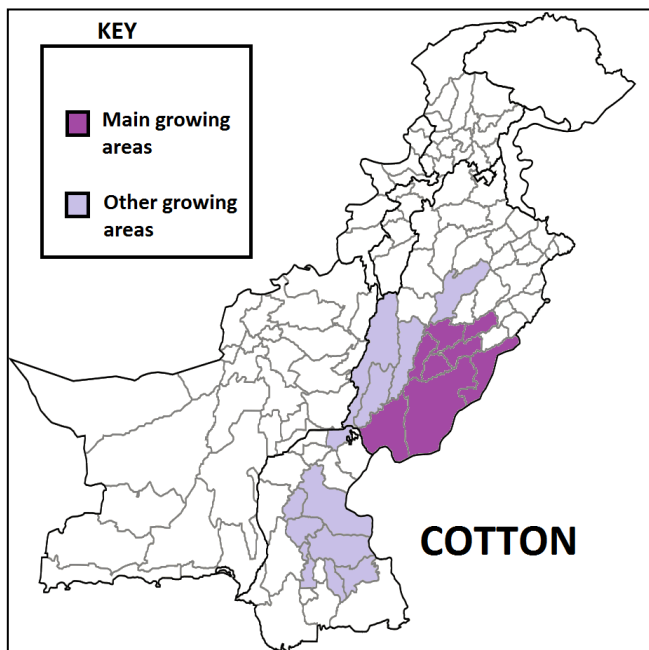 KEY
Main growing
areas
Other growing
areas
COTTON